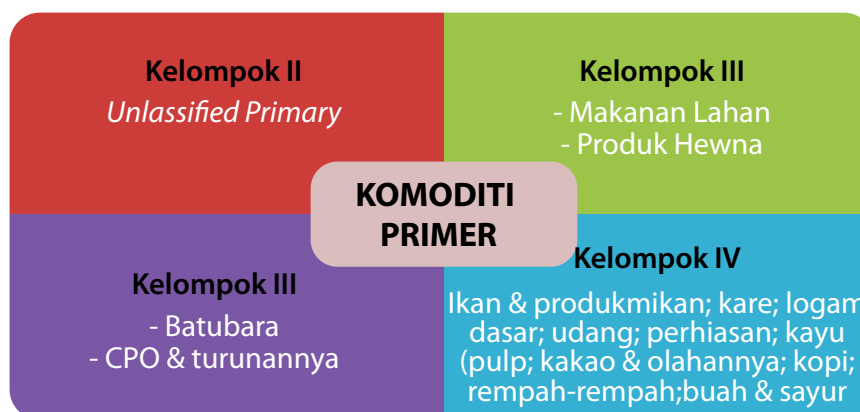 Kelompok II
Unlassified Primary
Kelompok III
- Makanan Lahan
- Produk Hewna
KOMODITI
PRIMER
Kelompok III
- Batubara
- CPO & turunannya
Kelompok IV
Ikan & produkmikan; kare; logam
dasar; udang; perhiasan; kayu
(pulp; kakao & olahannya; kopi;
rempah-rempah;buah & sayur